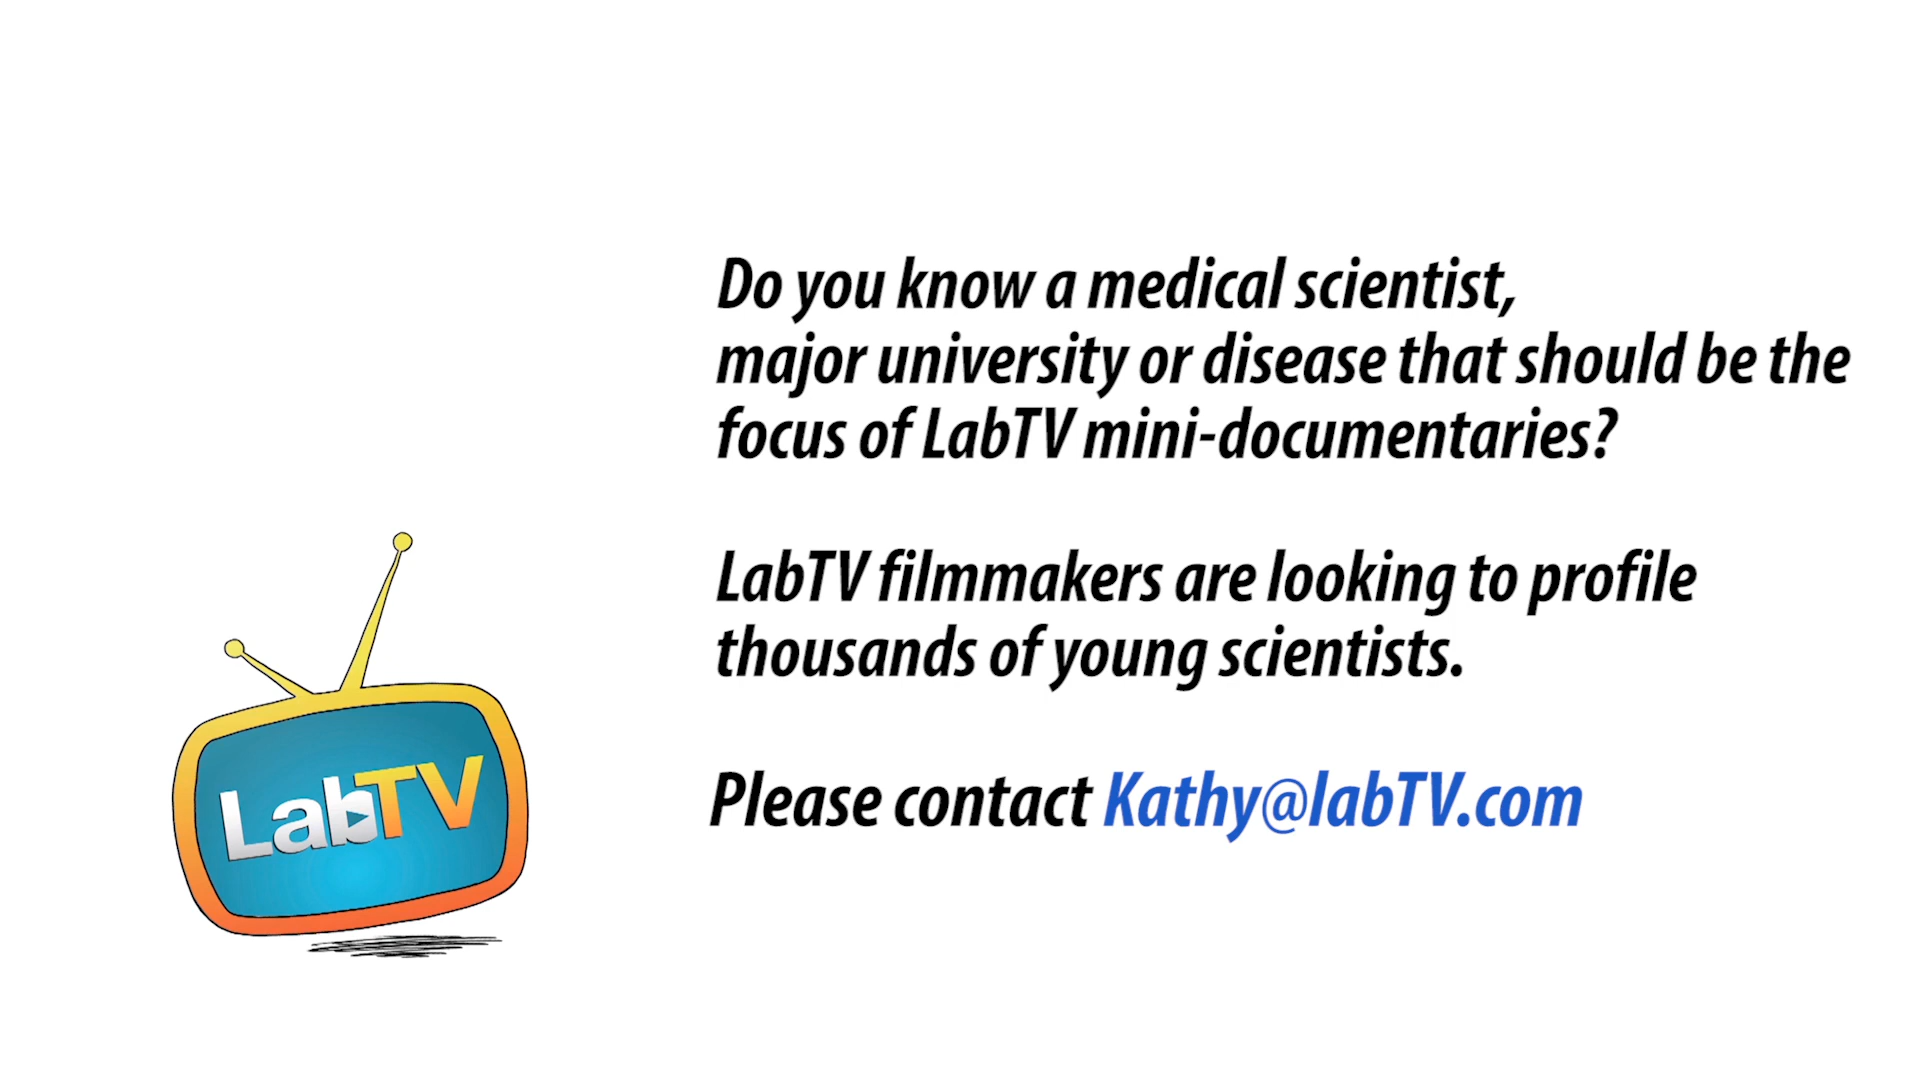 Do you know a medical scientist,
major university or disease that should be the
focus of LabTV mini-documentaries?
LabTV filmmakers are looking to profile
thousands of young scientists.
Please contact Kathy@labTV.com
LabTV